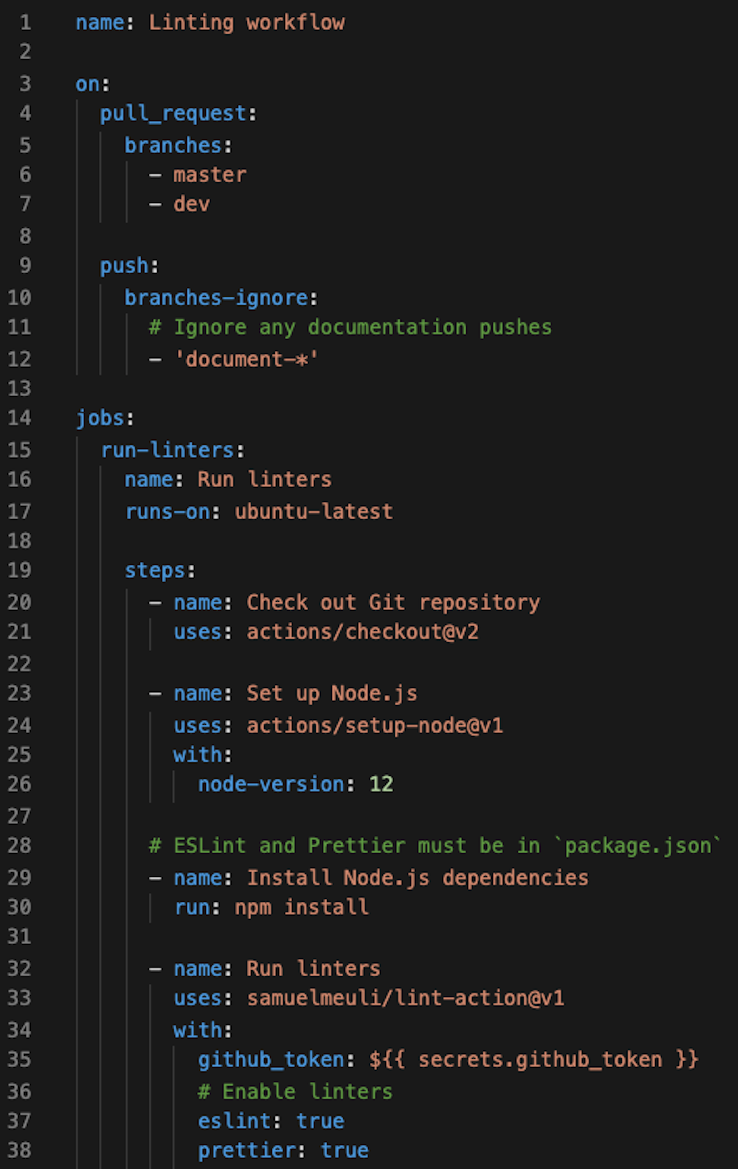 1 name: Linting workflow
2
3 on:
4 pull_request:
5 branches:
6 - master
7 - dev
8
9 push:
10 branches-ignore:
11 # Ignore any documentation pushes
12 - 'document-*'
13
14 jobs:
15 run-linters:
16 name: Run linters
17 runs-on: ubuntu-latest
18
19 steps:
20 - name: Check out Git repository
21 uses: actions/checkout@v2
22
23 - name: Set up Node.js
24 uses: actions/setup-node@v1
25 with:
26 node-version: 12
27
28 # ESLint and Prettier must be in `package.json`
29 - name: Install Node.js dependencies
30 run: npm install
31
32 - name: Run linters
33 uses: samuelmeuli/lint-action@v1
34 with:
35 github_token: ${{ secrets.github_token }}
36 # Enable linters
37 eslint: true
38 prettier: true